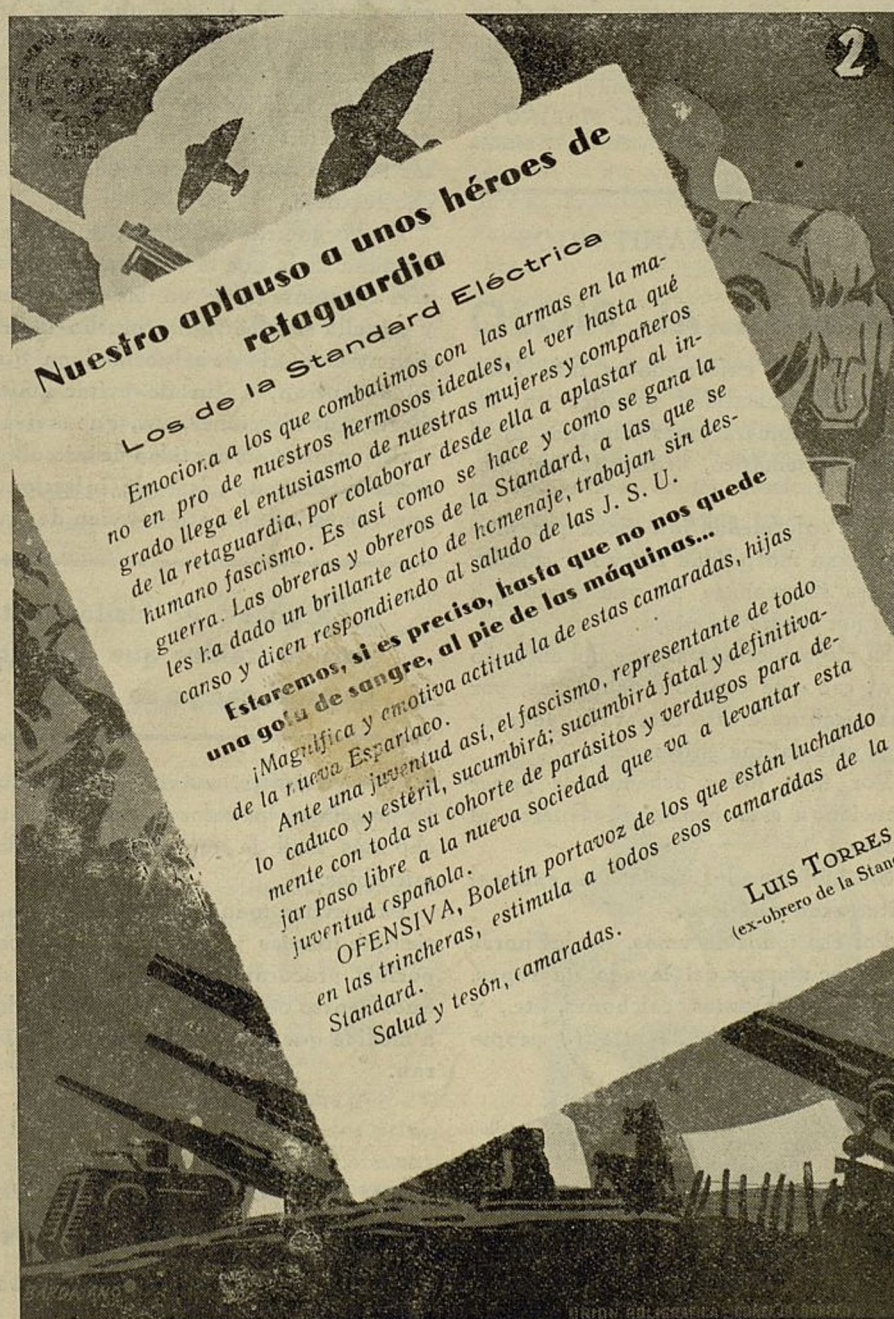 2
Nuestro aplauso a unos héroes de
retaguardia
Los de la Standard Eléctrica
Emociona a los que combatimos con las armas en la ma-
no en pro de nuestros hermosos ideales, el ver hasta qué
grado llega el entusiasmo de nuestras mujeres y compañeros
de la retaguardia, por colaborar desde ella a aplastar al in-
humano fascismo. Es así como se hace y como se gana la
guerra. Las obreras y obreros de la Standard, a las que se
les ha dado un brillante acto de homenaje, trabajan sin des-
canso y dicen respondiendo al saludo de las J. S. U.
Estaremos, si es preciso, hasta que no nos quede
una gota de sangre, al pie de las máquinas...
¡Magnífica y emotiva actitud la de estas camaradas, hijas
de la nueva Espartaco.
Ante una juventud así, el fascismo, representante de todo
lo caduco y estéril, sucumbirá; sucumbirá fatal y definitiva-
mente con toda su cohorte de parásitos y verdugos para de-
jar paso libre a la nueva sociedad que va a levantar esta
juventud española.
OFENSIVA, Boletín portavoz de los que están luchando
en las trincheras, estimula a todos esos camaradas de la
Standard.
Salud y tesón, camaradas.
LUIS TORRES
(ex-obrero de la Stand
BARDASANO
UNION POLIGRAFICA - CONSEJO OBRERO